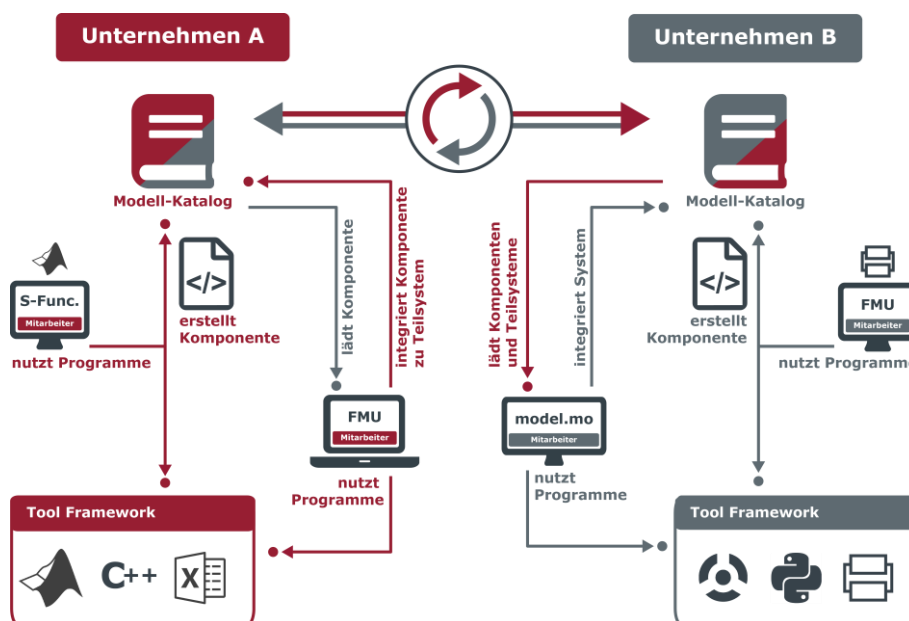 Unternehmen A
Unternehmen B
Modell-Katalog
Modell-Katalog
S-Func.
Mitarbeiter
nutzt Programme
</>
erstellt
Komponente
lädt Komponente
integriert Komponente
zu Teilsystem
lädt Komponenten
und Teilsysteme
integriert System
</>
erstellt
Komponente
FMU
Mitarbeiter
nutzt Programme
FMU
Mitarbeiter
nutzt
Programme
model.mo
Mitarbeiter
nutzt
Programme
Tool Framework
C++
X
Tool Framework